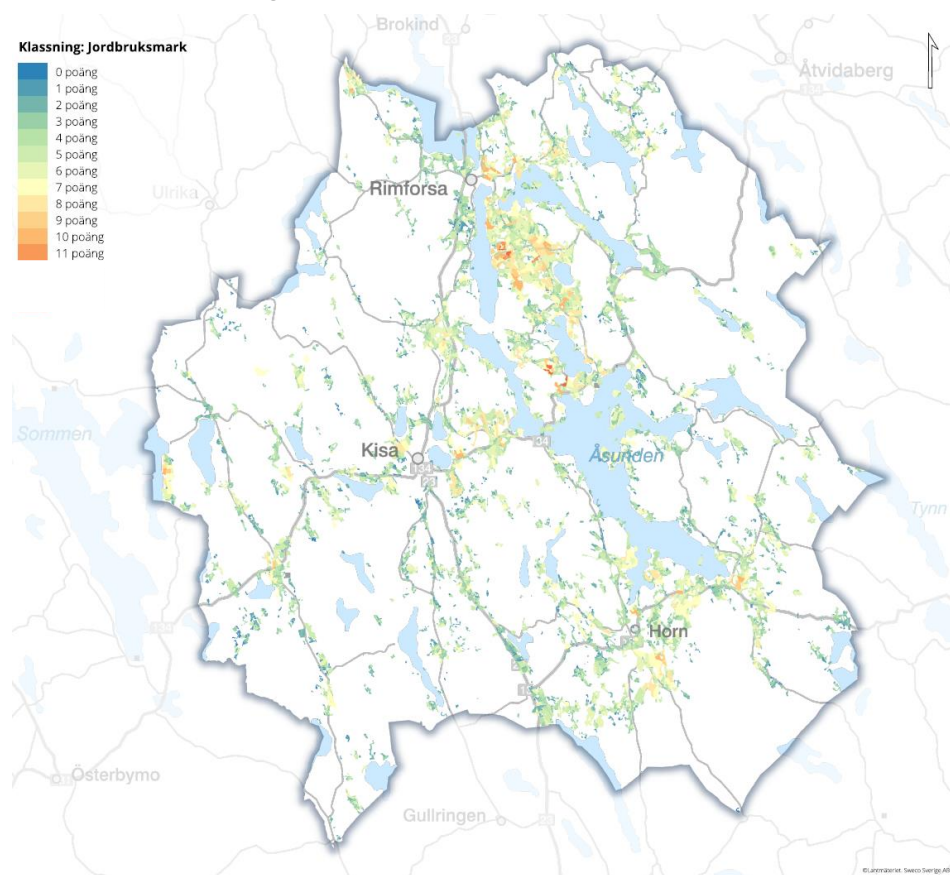 Brokind
Klassning: Jordbruksmark
0 poäng
1 poäng
2 poäng
3 poäng
4 poäng
5 poäng
6 poäng
7 poäng
8 poäng
9 poäng
10 poäng
11 poäng
Åtvidaberg
Ulrika
Rimforsa
Sommen
Kisa
134
23
Åsunden
Tynn
Horn
Österbymo
Gullringen
©Lantmäteriet, Sweco Sverige AB